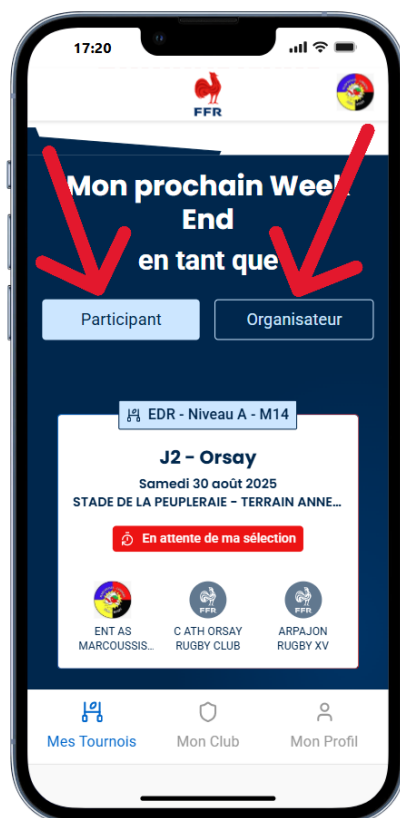 17:20
FFR
Mon prochain Week
End
en tant que
Participant
Organisateur
EDR - Niveau A - M14
J2 - Orsay
Samedi 30 août 2025
STADE DE LA PEUPLERAIE - TERRAIN ANNE...
En attente de ma sélection
FFR
FFR
ENT AS
MARCOUSSIS...
C ATH ORSAY
RUGBY CLUB
ARPAJON
RUGBY XV
Mes Tournois
Mon Club
Mon Profil